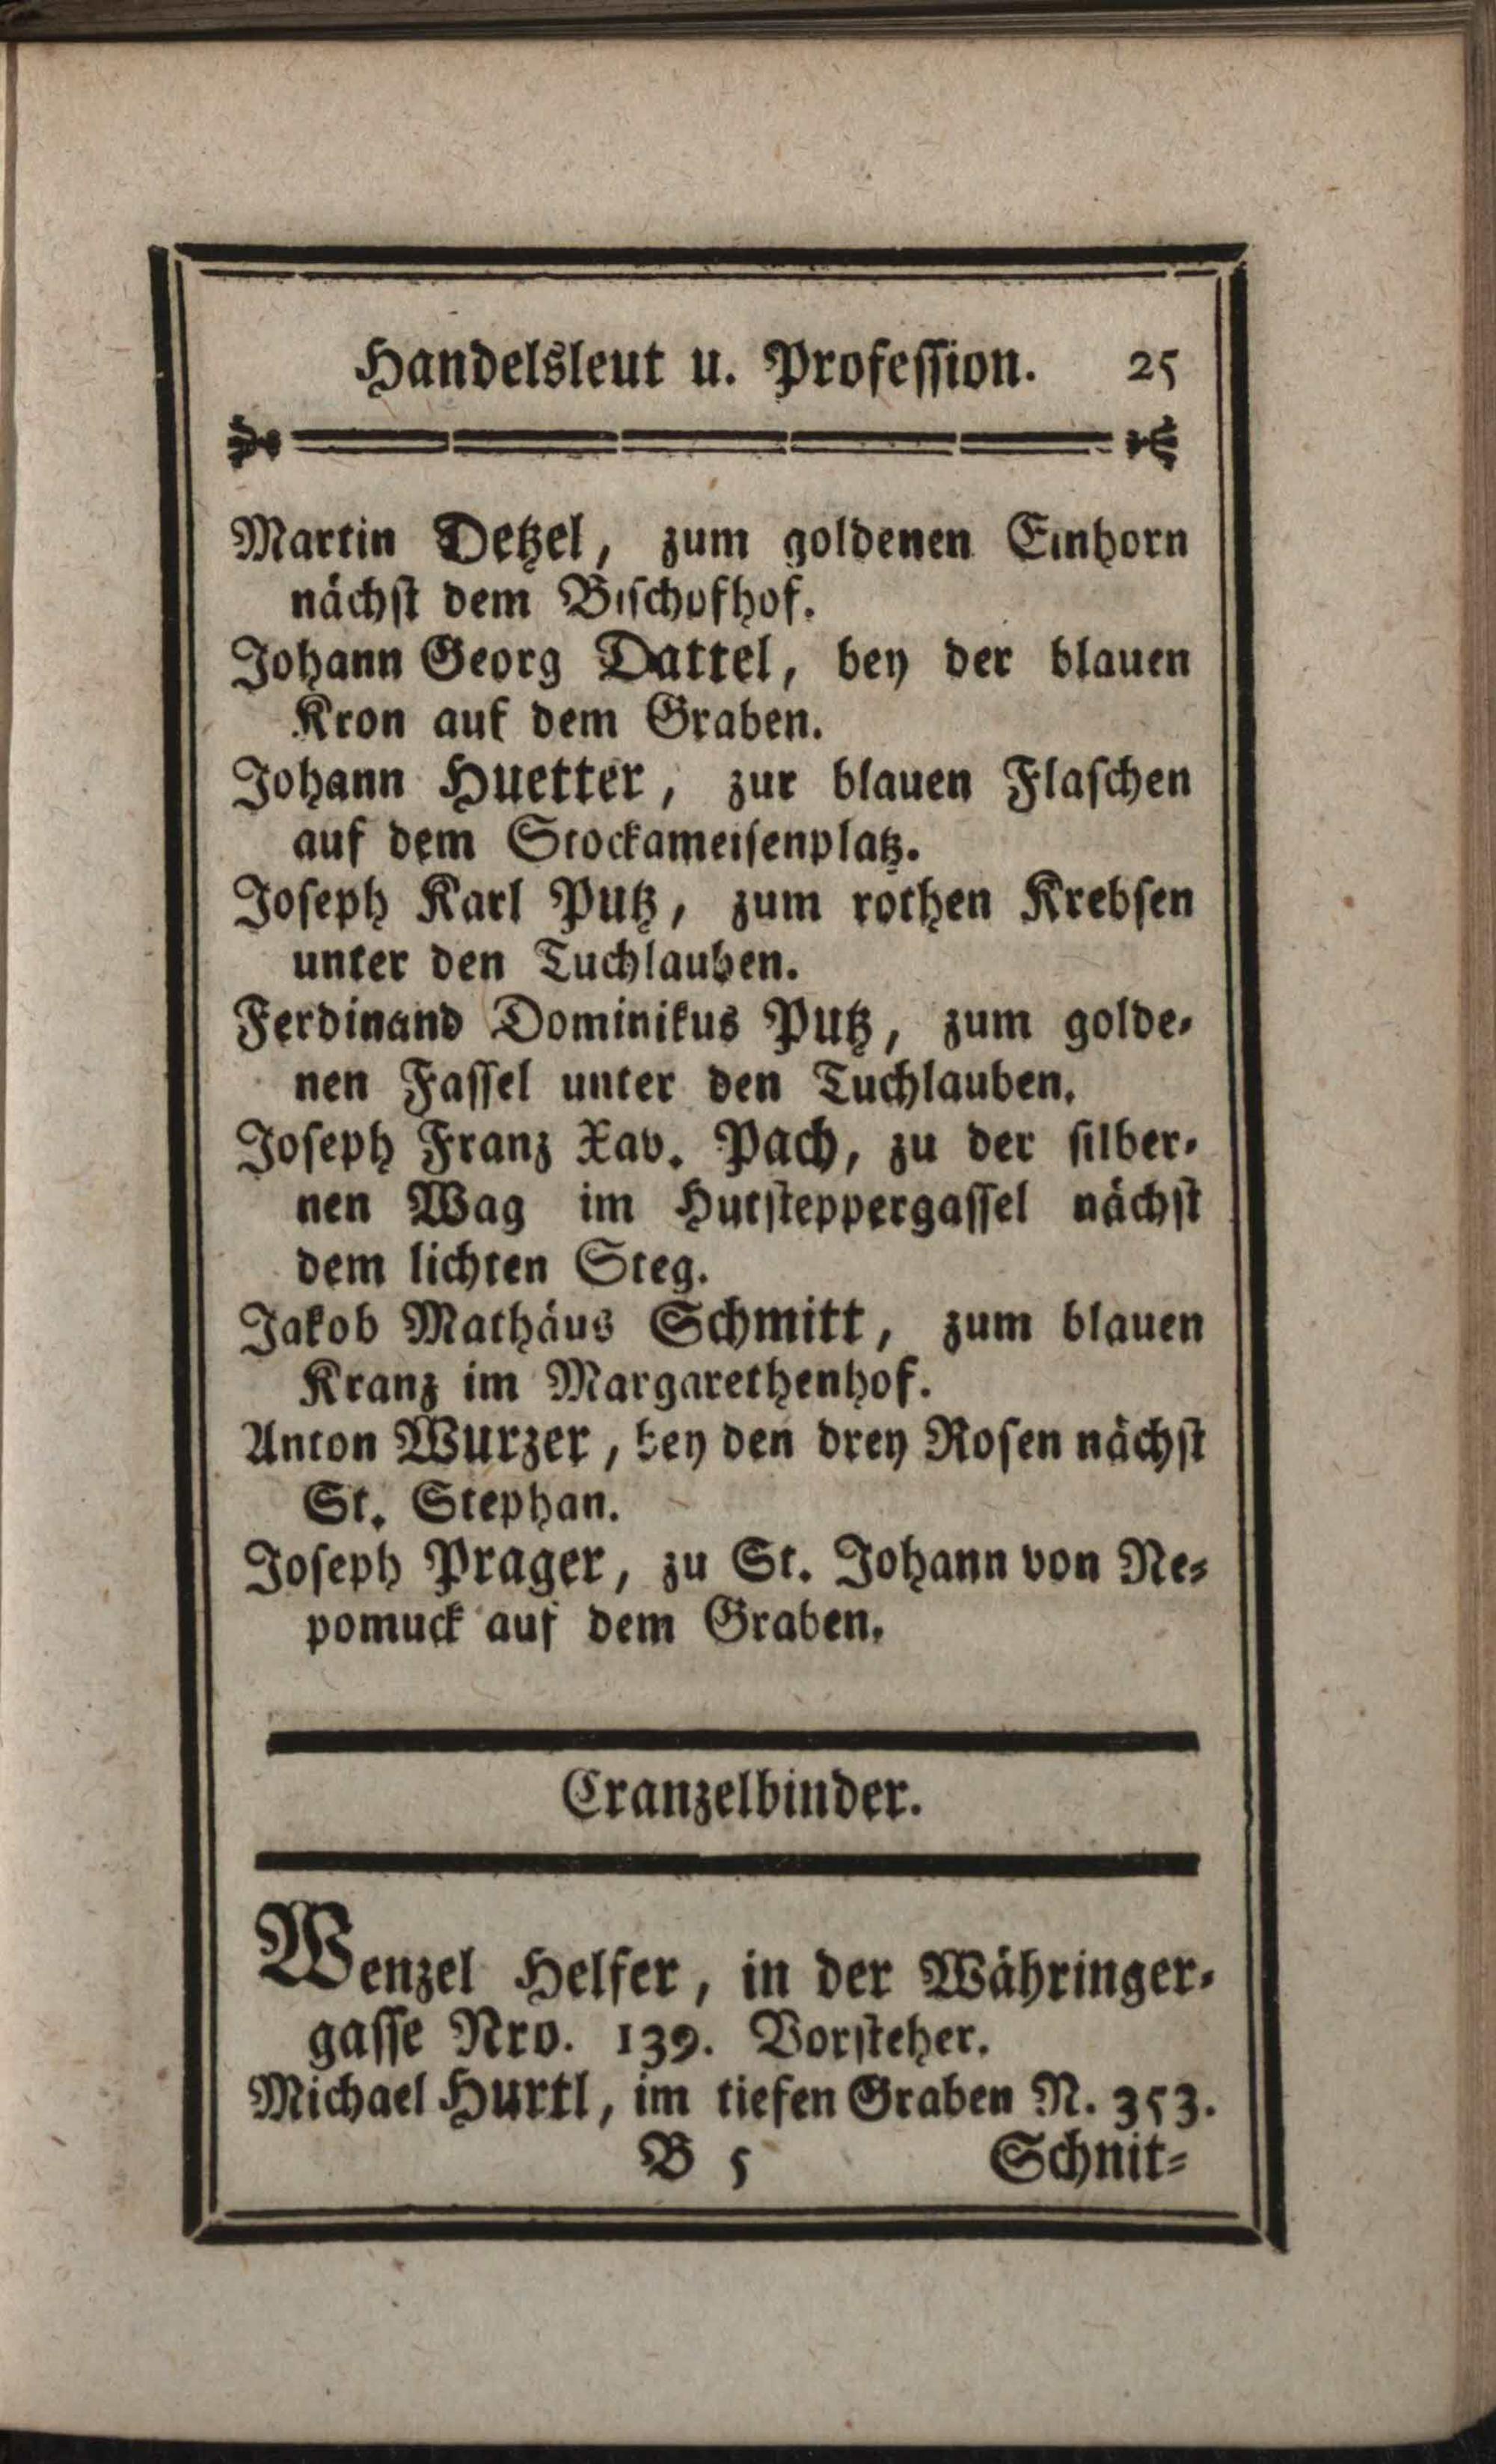 Handelsleut u. Profession. 25
Martin Detzel, zum goldenen Einhorn
nächst dem Bischofhof.
Johann Georg Dattel, bey der blauen
Kron auf dem Graben.
Johann Huetter, zur blauen Flaschen
auf dem Stockameisenplatz.
Joseph Karl Putz, zum rothen Krebsen
unter den Tuchlauben.
Ferdinand Dominikus Putz, zum golde-
nen Fassel unter den Tuchlauben.
Joseph Franz Xav. Pach, zu der silber-
nen Wag im Hutsteppergassel nächst
dem lichten Steg.
Jakob Mathäus Schmitt, zum blauen
Kranz im Margarethenhof.
Anton Wurzer, bey den drey Rosen nächst
St. Stephan.
Joseph Prager, zu St. Johann von Ne-
pomuck auf dem Graben.
Cranzelbinder.
Wenzel Helfer, in der Währinger-
gasse Nro. 139. Vorsteher.
Michael Hurtl, im tiefen Graben N. 353.
B 5 Schnit-